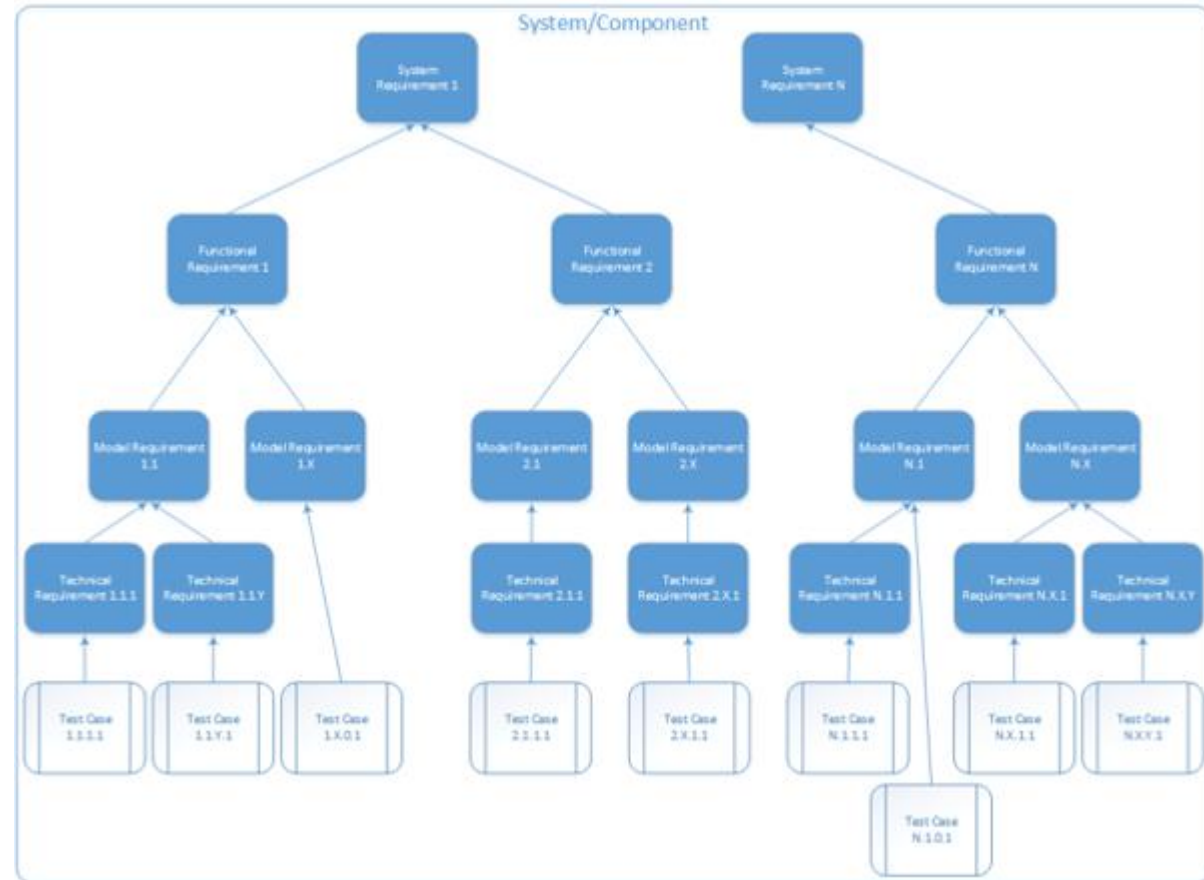 System/Component
System
Requirement 1
System
Requirement N
Functional
Requirement 1
Functional
Requirement 2
Functional
Requirement N
Model Requirement
1.1
Model Requirement
1.X
Model Requirement
2.1
Model Requirement
2.X
Model Requirement
N.1
Model Requirement
N.X
Technical
Requirement 1.1.1
Technical
Requirement 1.1.Y
Technical
Requirement 2.1.1
Technical
Requirement 2.X.1
Technical
Requirement N.1.1
Technical
Requirement N.X.1
Technical
Requirement N.X.Y
Test Case
1.1.1.1
Test Case
1.1.Y.1
Test Case
1.X.0.1
Test Case
2.1.1.1
Test Case
2.X.1.1
Test Case
N.1.1.1
Test Case
N.X.1.1
Test Case
N.X.Y.1
Test Case
N.1.0.1